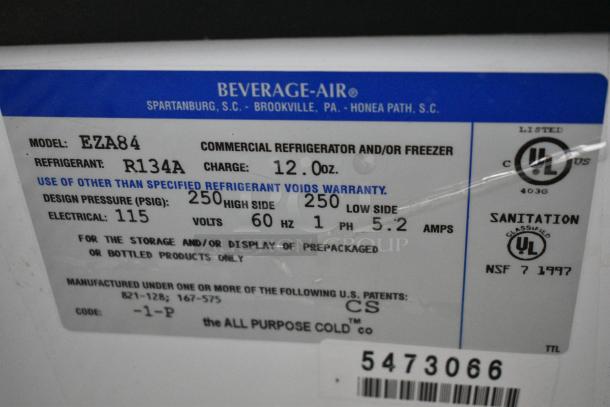 BEVERAGE-AIR®
SPARTANBURG, S.C. - BROOKVILLE, PA. - HONEA PATH, S.C.
MODEL: EZA84 COMMERCIAL REFRIGERATOR AND/OR FREEZER
REFRIGERANT: R134A CHARGE: 12.0oz.
USE OF OTHER THAN SPECIFIED REFRIGERANT VOIDS WARRANTY.
DESIGN PRESSURE (PSIG): 250 HIGH SIDE 250 LOW SIDE
ELECTRICAL: 115 VOLTS 60 HZ 1 PH 5.2 AMPS
FOR THE STORAGE AND/OR DISPLAY OF PREPACKAGED
OR BOTTLED PRODUCTS ONLY
MANUFACTURED UNDER ONE OR MORE OF THE FOLLOWING U.S. PATENTS:
821-128; 167-575 CS
CODE: -1-P the ALL PURPOSE COLD™ co
LISTED
C UL US
403G
SANITATION
CLASSIFIED
UL
NSF 7 1997
TTL
5473066
GROUP